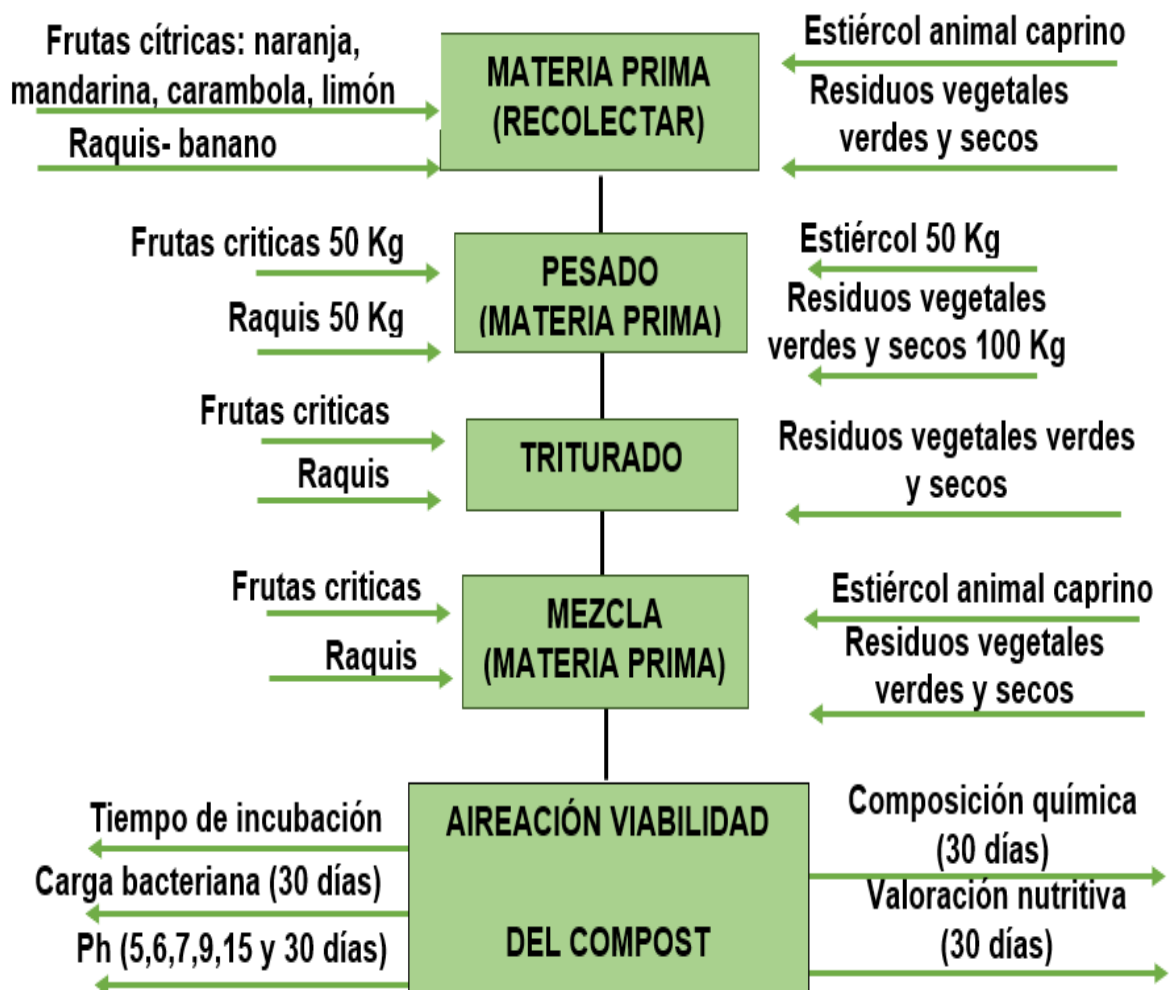 Frutas cítricas: naranja,
mandarina, carambola, limón
Raquis- banano
MATERIA PRIMA
(RECOLECTAR)
Estiércol animal caprino
Residuos vegetales
verdes y secos
Frutas criticas 50 Kg
Raquis 50 Kg
PESADO
(MATERIA PRIMA)
Estiércol 50 Kg
Residuos vegetales
verdes y secos 100 Kg
Frutas criticas
Raquis
TRITURADO
Residuos vegetales verdes
y secos
Frutas criticas
Raquis
MEZCLA
(MATERIA PRIMA)
Estiércol animal caprino
Residuos vegetales
verdes y secos
Tiempo de incubación
Carga bacteriana (30 días)
Ph (5,6,7,9,15 y 30 días)
AIREACIÓN VIABILIDAD
DEL COMPOST
Composición química
(30 días)
Valoración nutritiva
(30 días)